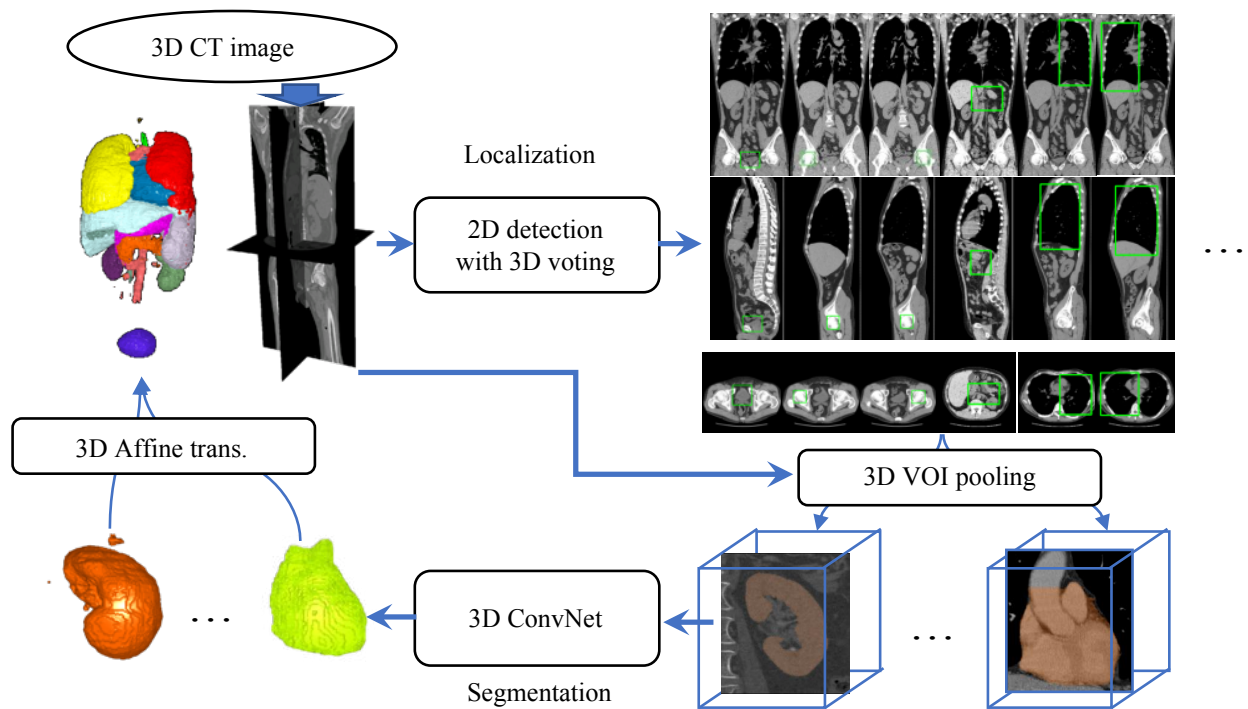 3D CT image
Localization
2D detection
with 3D voting
. . .
3D Affine trans.
3D VOI pooling
. . .
3D ConvNet
. . .
Segmentation